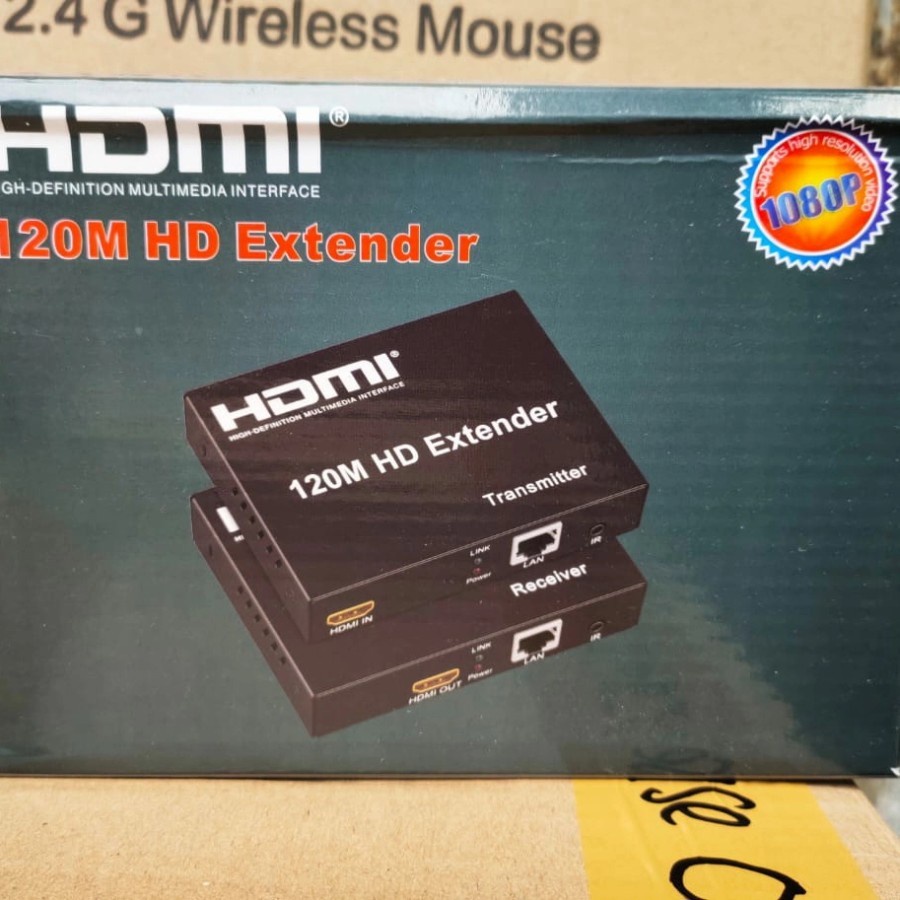 2.4 G Wireless Mouse
HDMI®
HIGH-DEFINITION MULTIMEDIA INTERFACE
120M HD Extender
Supports high resolution video
1080P
HDMI®
HIGH-DEFINITION MULTIMEDIA INTERFACE
120M HD Extender
Transmitter
LINK
Power
LAN
IR
HDMI IN
Receiver
LINK
Power
LAN
IR
HDMI OUT